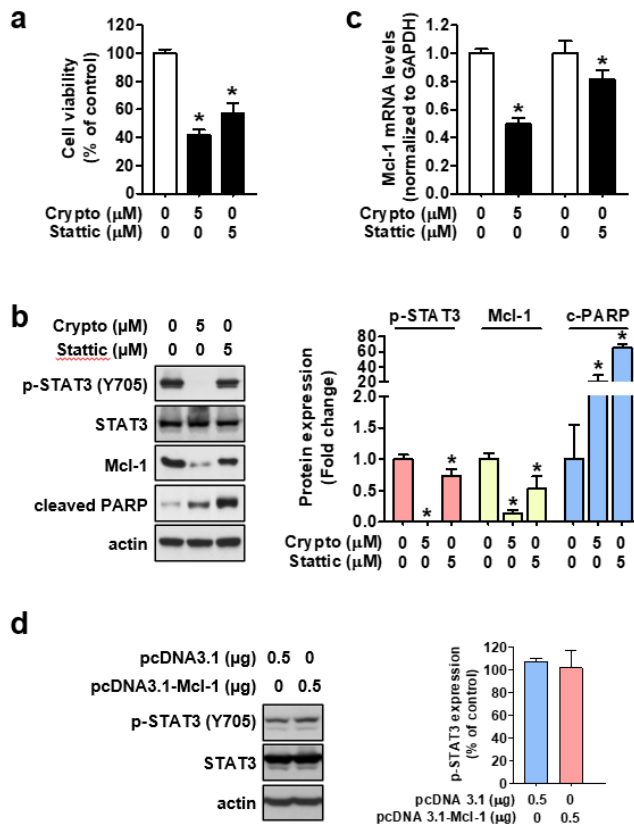 a
Cell viability
(% of control)
120
100
80
60
40
20
0
*
*
Crypto (µM) 0 5 0
Stattic (µM) 0 0 5
c
Mcl-1 mRNA levels
(normalized to GAPDH)
1.4
1.2
1.0
0.8
0.6
0.4
0.2
0.0
*
*
Crypto (µM) 0 5 0 0
Stattic (µM) 0 0 0 5
b
Crypto (µM) 0 5 0
Stattic (µM) 0 0 5
p-STAT3 (Y705)
STAT3
Mcl-1
cleaved PARP
actin
p-STAT3 Mcl-1 c-PARP
Protein expression
(Fold change)
80
60
40
20
2.0
1.5
1.0
0.5
0.0
* * * * * *
Crypto (µM) 0 5 0 0 5 0 0 5 0
Stattic (µM) 0 0 5 0 0 5 0 0 5
d
pcDNA3.1 (µg) 0.5 0
pcDNA3.1-Mcl-1 (µg) 0 0.5
p-STAT3 (Y705)
STAT3
actin
p-STAT3 expression
(% of control)
120
100
80
60
40
20
0
pcDNA 3.1 (µg) 0.5 0
pcDNA 3.1-Mcl-1 (µg) 0 0.5